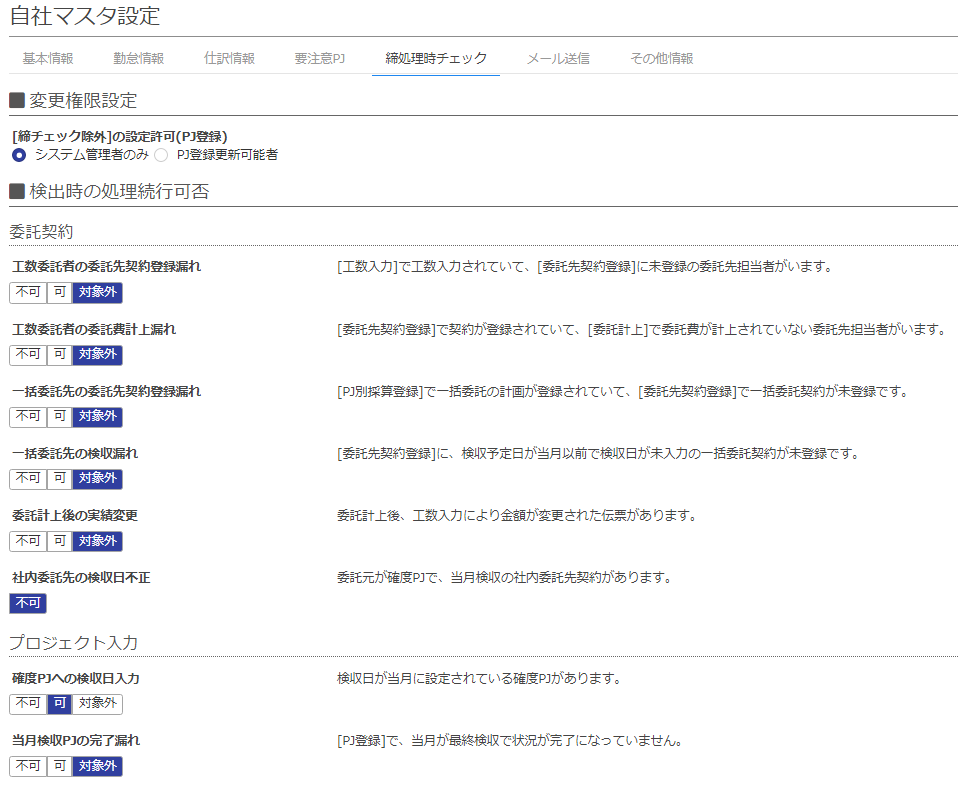 自社マスタ設定
基本情報 勤怠情報 仕訳情報 要注意PJ 締処理時チェック メール送信 その他情報
変更権限設定
[締チェック除外]の設定許可(PJ登録)
システム管理者のみ PJ登録更新可能者
検出時の処理続行可否
委託契約
工数委託者の委託先契約登録漏れ [工数入力]で工数入力されていて、[委託先契約登録]に未登録の委託先担当者がいます。
不可 可 対象外
工数委託者の委託費計上漏れ [委託先契約登録]で契約が登録されていて、[委託計上]で委託費が計上されていない委託先担当者がいます。
不可 可 対象外
一括委託先の委託先契約登録漏れ [PJ別採算登録]で一括委託の計画が登録されていて、[委託先契約登録]で一括委託契約が未登録です。
不可 可 対象外
一括委託先の検収漏れ [委託先契約登録]に、検収予定日が当月以前で検収日が未入力の一括委託契約が未登録です。
不可 可 対象外
委託計上後の実績変更 委託計上後、工数入力により金額が変更された伝票があります。
不可 可 対象外
社内委託先の検収日不正 委託元が確度PJで、当月検収の社内委託先契約があります。
不可
プロジェクト入力
確度PJへの検収日入力 検収日が当月に設定されている確度PJがあります。
不可 可 対象外
当月検収PJの完了漏れ [PJ登録]で、当月が最終検収で状況が完了になっていません。
不可 可 対象外